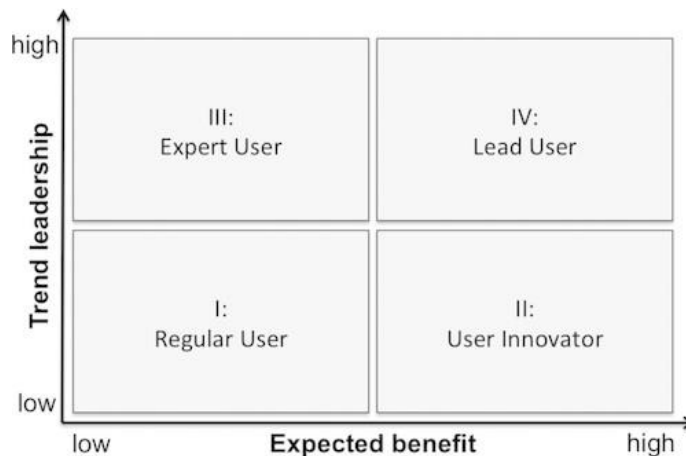 high
III:
Expert User
IV:
Lead User
Trend leadership
I:
Regular User
II:
User Innovator
low
low
Expected benefit
high